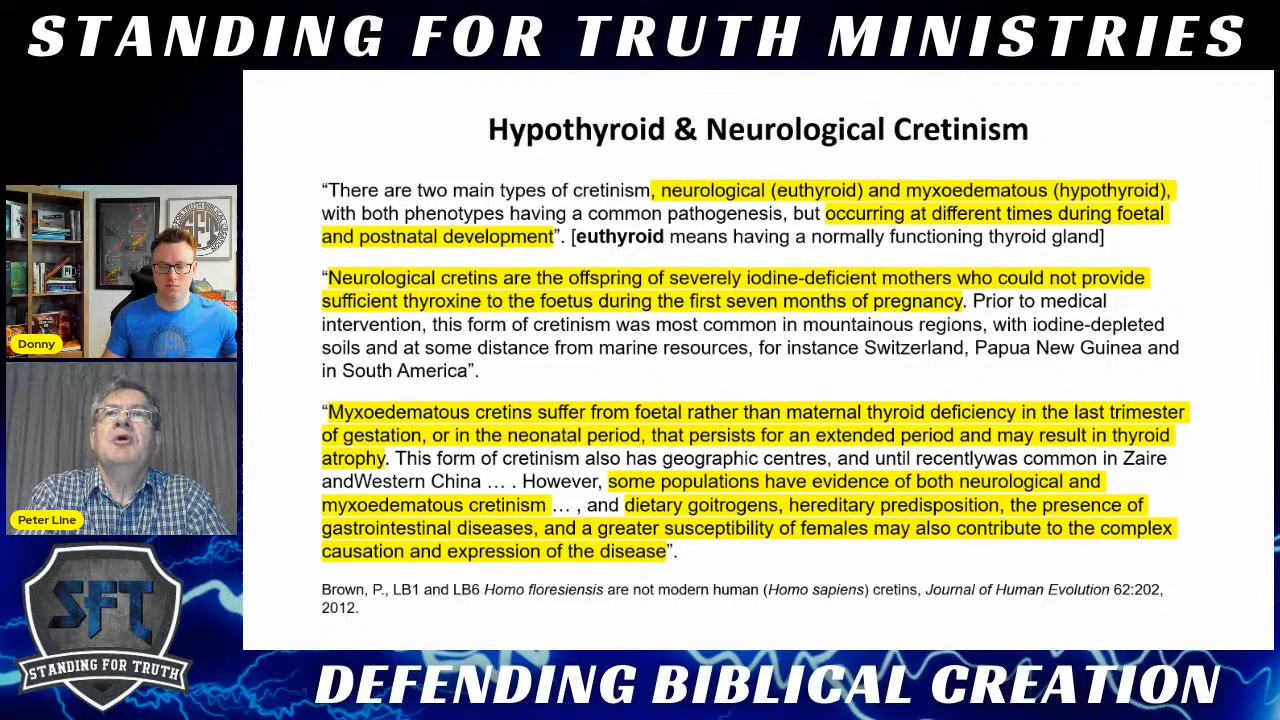 STANDING FOR TRUTH MINISTRIES
Hypothyroid & Neurological Cretinism
“There are two main types of cretinism, neurological (euthyroid) and myxoedematous (hypothyroid),
with both phenotypes having a common pathogenesis, but occurring at different times during foetal
and postnatal development”. [euthyroid means having a normally functioning thyroid gland]
“Neurological cretins are the offspring of severely iodine-deficient mothers who could not provide
sufficient thyroxine to the foetus during the first seven months of pregnancy. Prior to medical
intervention, this form of cretinism was most common in mountainous regions, with iodine-depleted
soils and at some distance from marine resources, for instance Switzerland, Papua New Guinea and
in South America”.
“Myxoedematous cretins suffer from foetal rather than maternal thyroid deficiency in the last trimester
of gestation, or in the neonatal period, that persists for an extended period and may result in thyroid
atrophy. This form of cretinism also has geographic centres, and until recentlywas common in Zaire
andWestern China … . However, some populations have evidence of both neurological and
myxoedematous cretinism … , and dietary goitrogens, hereditary predisposition, the presence of
gastrointestinal diseases, and a greater susceptibility of females may also contribute to the complex
causation and expression of the disease”.
Brown, P., LB1 and LB6 Homo floresiensis are not modern human (Homo sapiens) cretins, Journal of Human Evolution 62:202,
2012.
Donny
Peter Line
SFT
STANDING FOR TRUTH
DEFENDING BIBLICAL CREATION